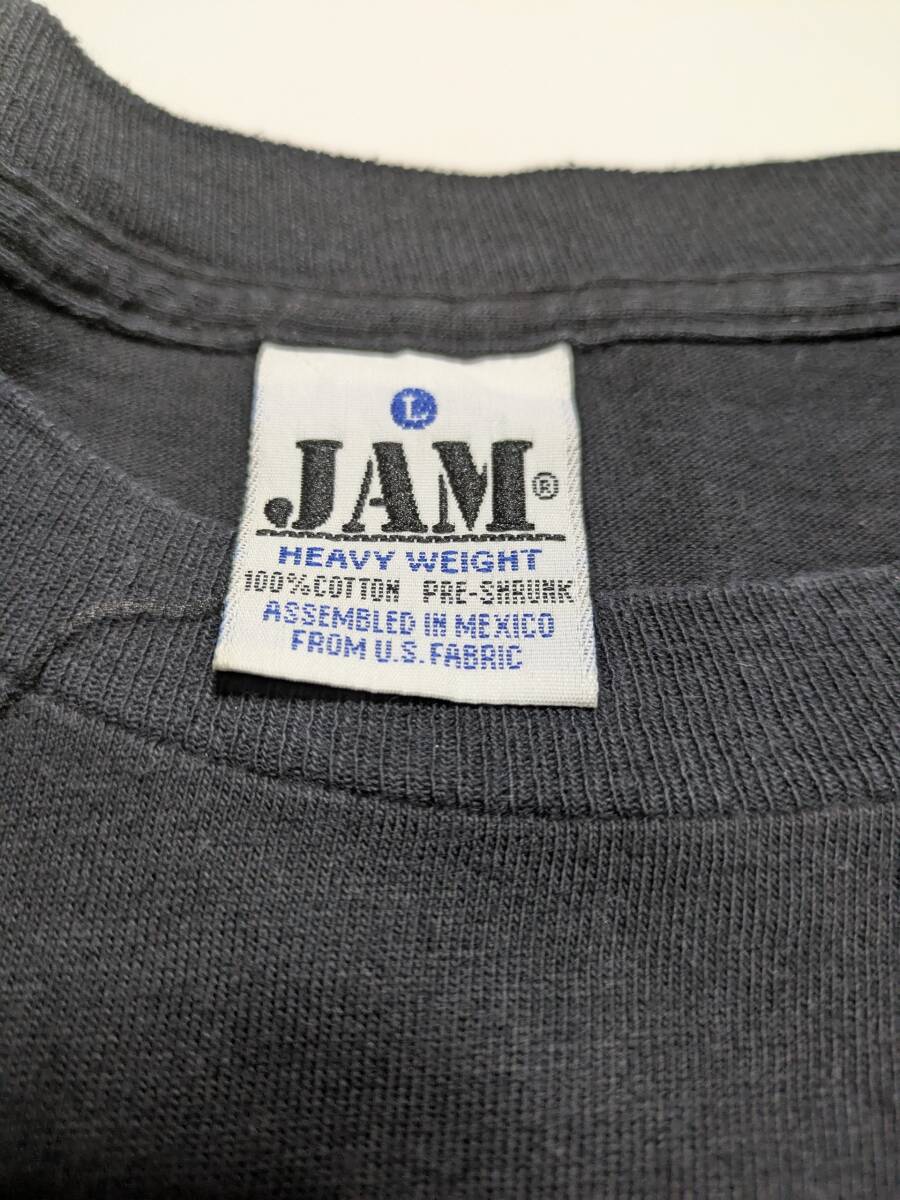 L
JAM®
HEAVY WEIGHT
100% COTTON PRE-SHRUNK
ASSEMBLED IN MEXICO
FROM U.S. FABRIC